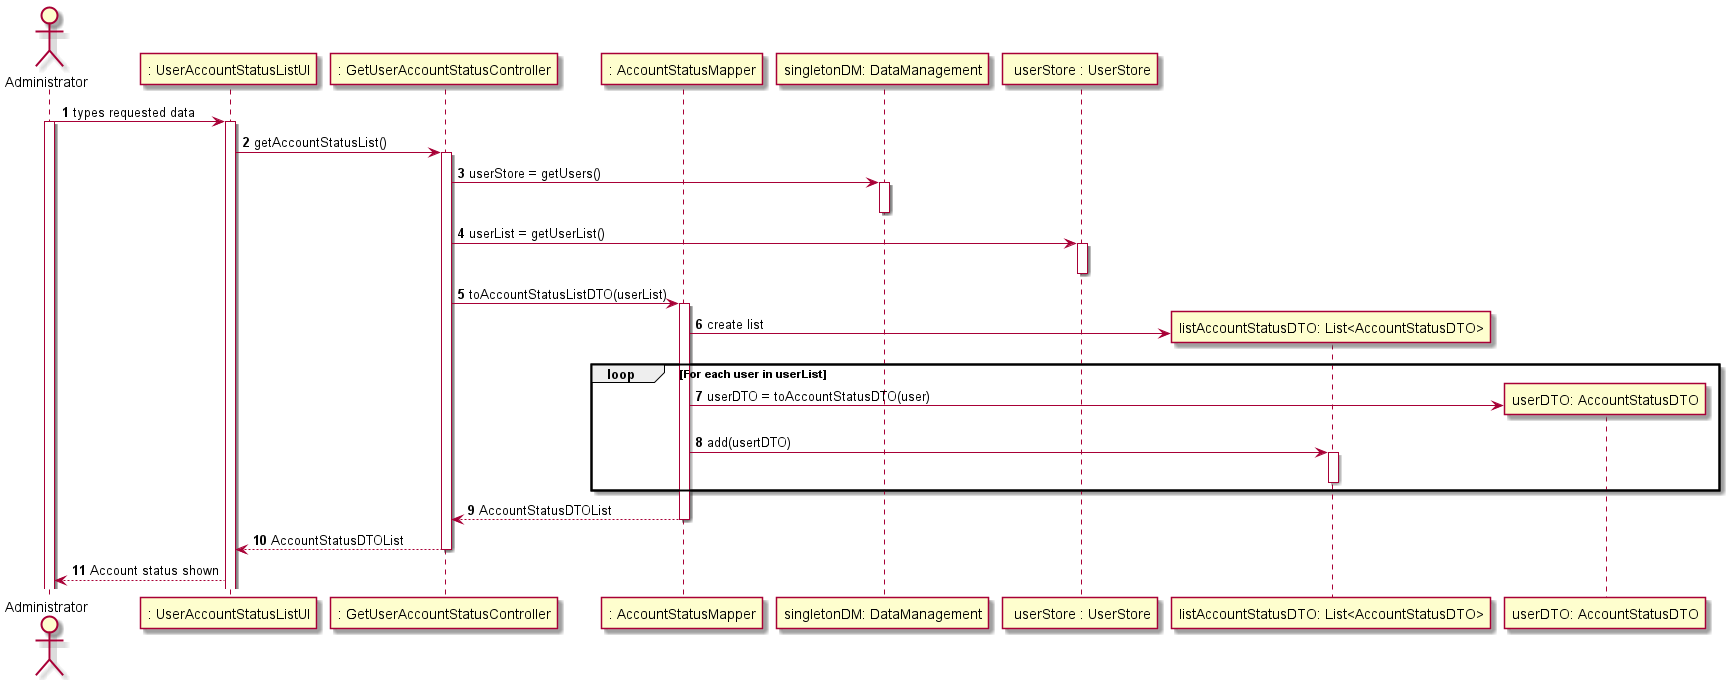 Administrator
: UserAccountStatusListUI
: GetUserAccountStatusController
: AccountStatusMapper
singletonDM: DataManagement
userStore : UserStore
1 types requested data
2 getAccountStatusList()
3 userStore = getUsers()
4 userList = getUserList()
5 toAccountStatusListDTO(userList)
6 create list
listAccountStatusDTO: List<AccountStatusDTO>
loop [For each user in userList]
7 userDTO = toAccountStatusDTO(user)
userDTO: AccountStatusDTO
8 add(usertDTO)
9 AccountStatusDTOList
10 AccountStatusDTOList
11 Account status shown
Administrator
: UserAccountStatusListUI
: GetUserAccountStatusController
: AccountStatusMapper
singletonDM: DataManagement
userStore : UserStore
listAccountStatusDTO: List<AccountStatusDTO>
userDTO: AccountStatusDTO